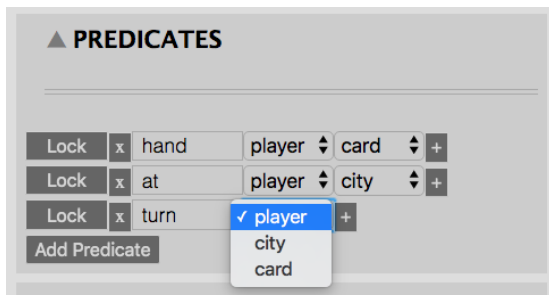 ▲ PREDICATES
Lock x hand player card +
Lock x at player city +
Lock x turn ✓ player +
city
Add Predicate
card